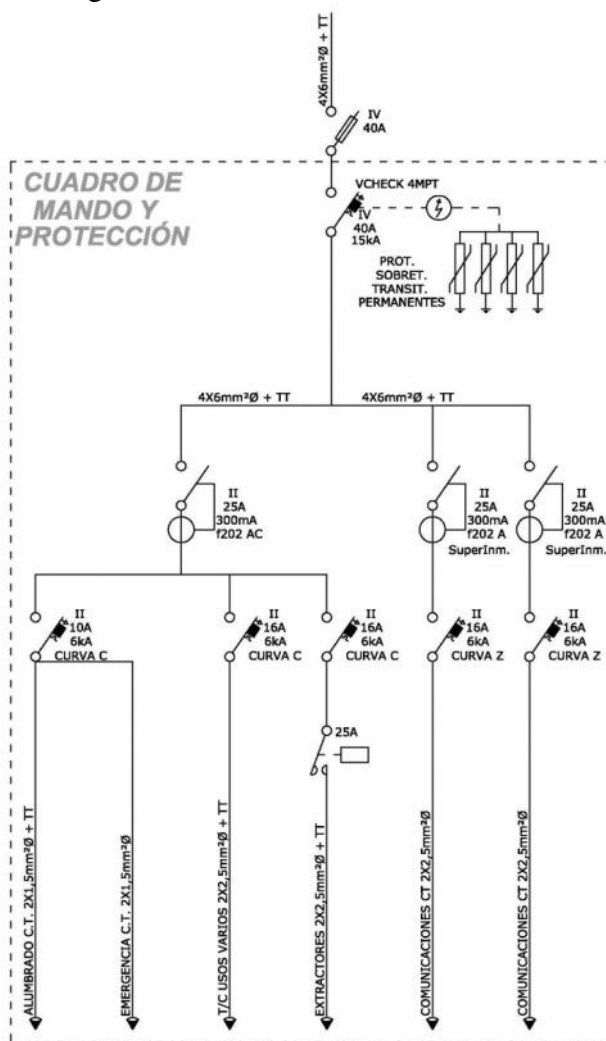 4X6mm²Ø + TT
IV
40A
CUADRO DE
MANDO Y
PROTECCIÓN
VCHECK 4MPT
IV
40A
15kA
PROT.
SOBRET.
TRANSIT.
PERMANENTES
4X6mm²Ø + TT
4X6mm²Ø + TT
II
25A
300mA
f202 AC
II
25A
300mA
f202 A
SuperInm.
II
25A
300mA
f202 A
SuperInm.
II
10A
6kA
CURVA C
II
16A
6kA
CURVA C
II
16A
6kA
CURVA C
II
16A
6kA
CURVA Z
II
16A
6kA
CURVA Z
25A
ALUMBRADO C.T. 2X1,5mm²Ø + TT
EMERGENCIA C.T. 2X1,5mm²Ø
T/C USOS VARIOS 2X2,5mm²Ø + TT
EXTRACTORES 2X2,5mm²Ø + TT
COMUNICACIONES CT 2X2,5mm²Ø
COMUNICACIONES CT 2X2,5mm²Ø